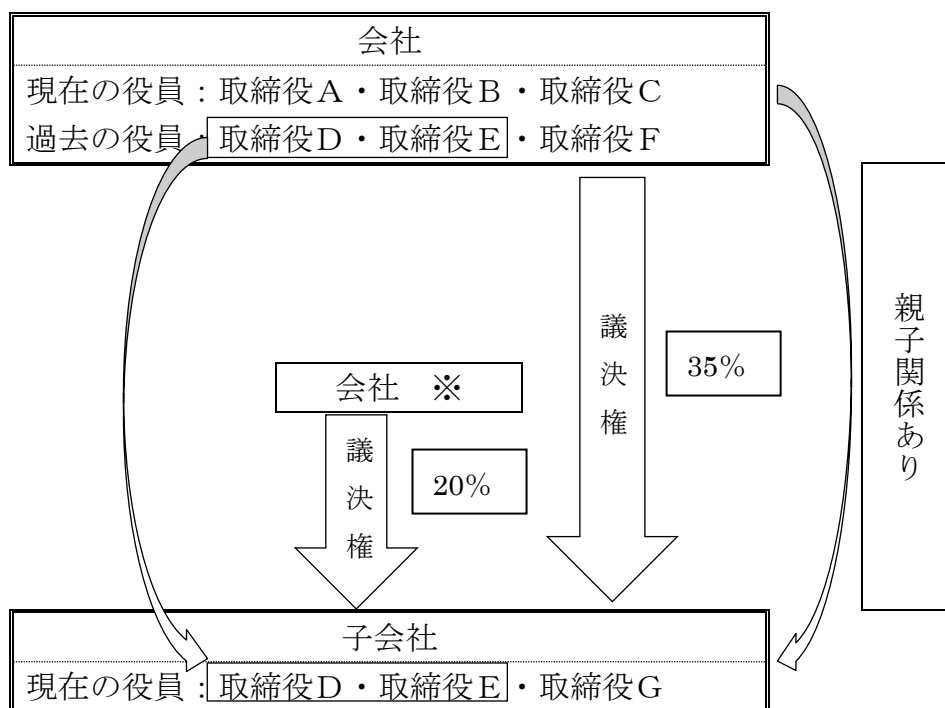 会社
現在の役員：取締役A・取締役B・取締役C
過去の役員：取締役D・取締役E・取締役F
親子関係あり
議決権
35%
会社　※
議決権
20%
子会社
現在の役員：取締役D・取締役E・取締役G